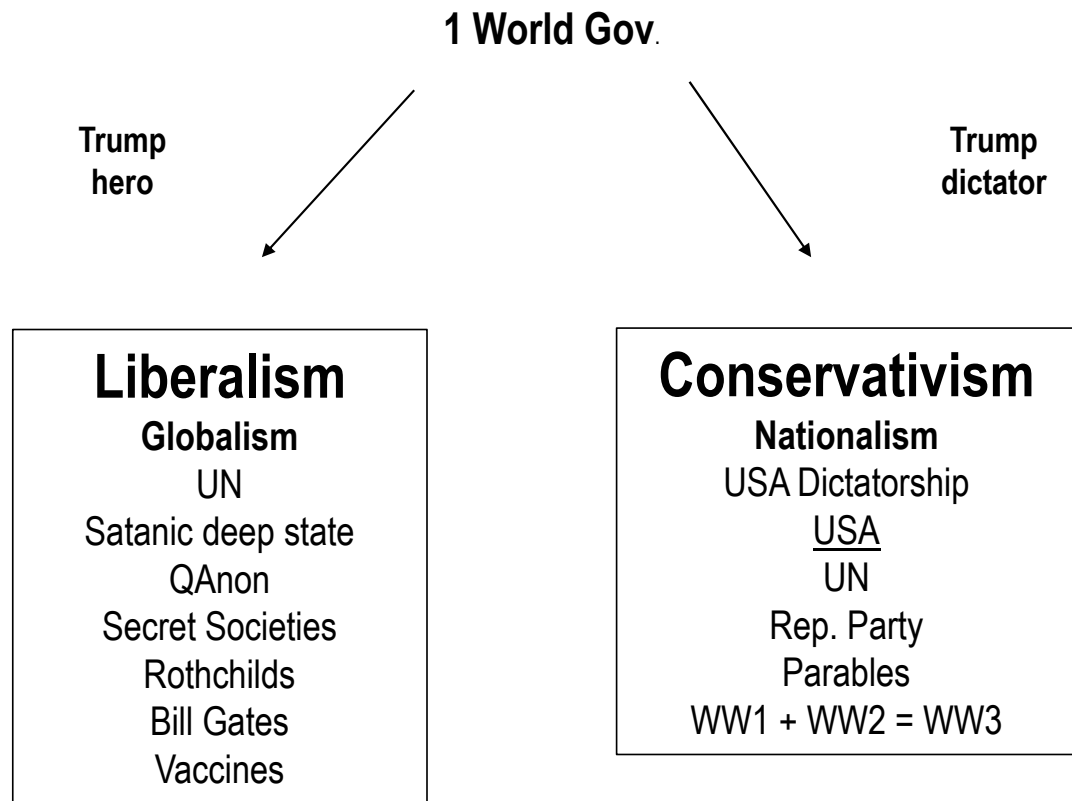 1 World Gov.
Trump
hero
Trump
dictator
Liberalism
Globalism
UN
Satanic deep state
QAnon
Secret Societies
Rothchilds
Bill Gates
Vaccines
Conservativism
Nationalism
USA Dictatorship
USA
UN
Rep. Party
Parables
WW1 + WW2 = WW3